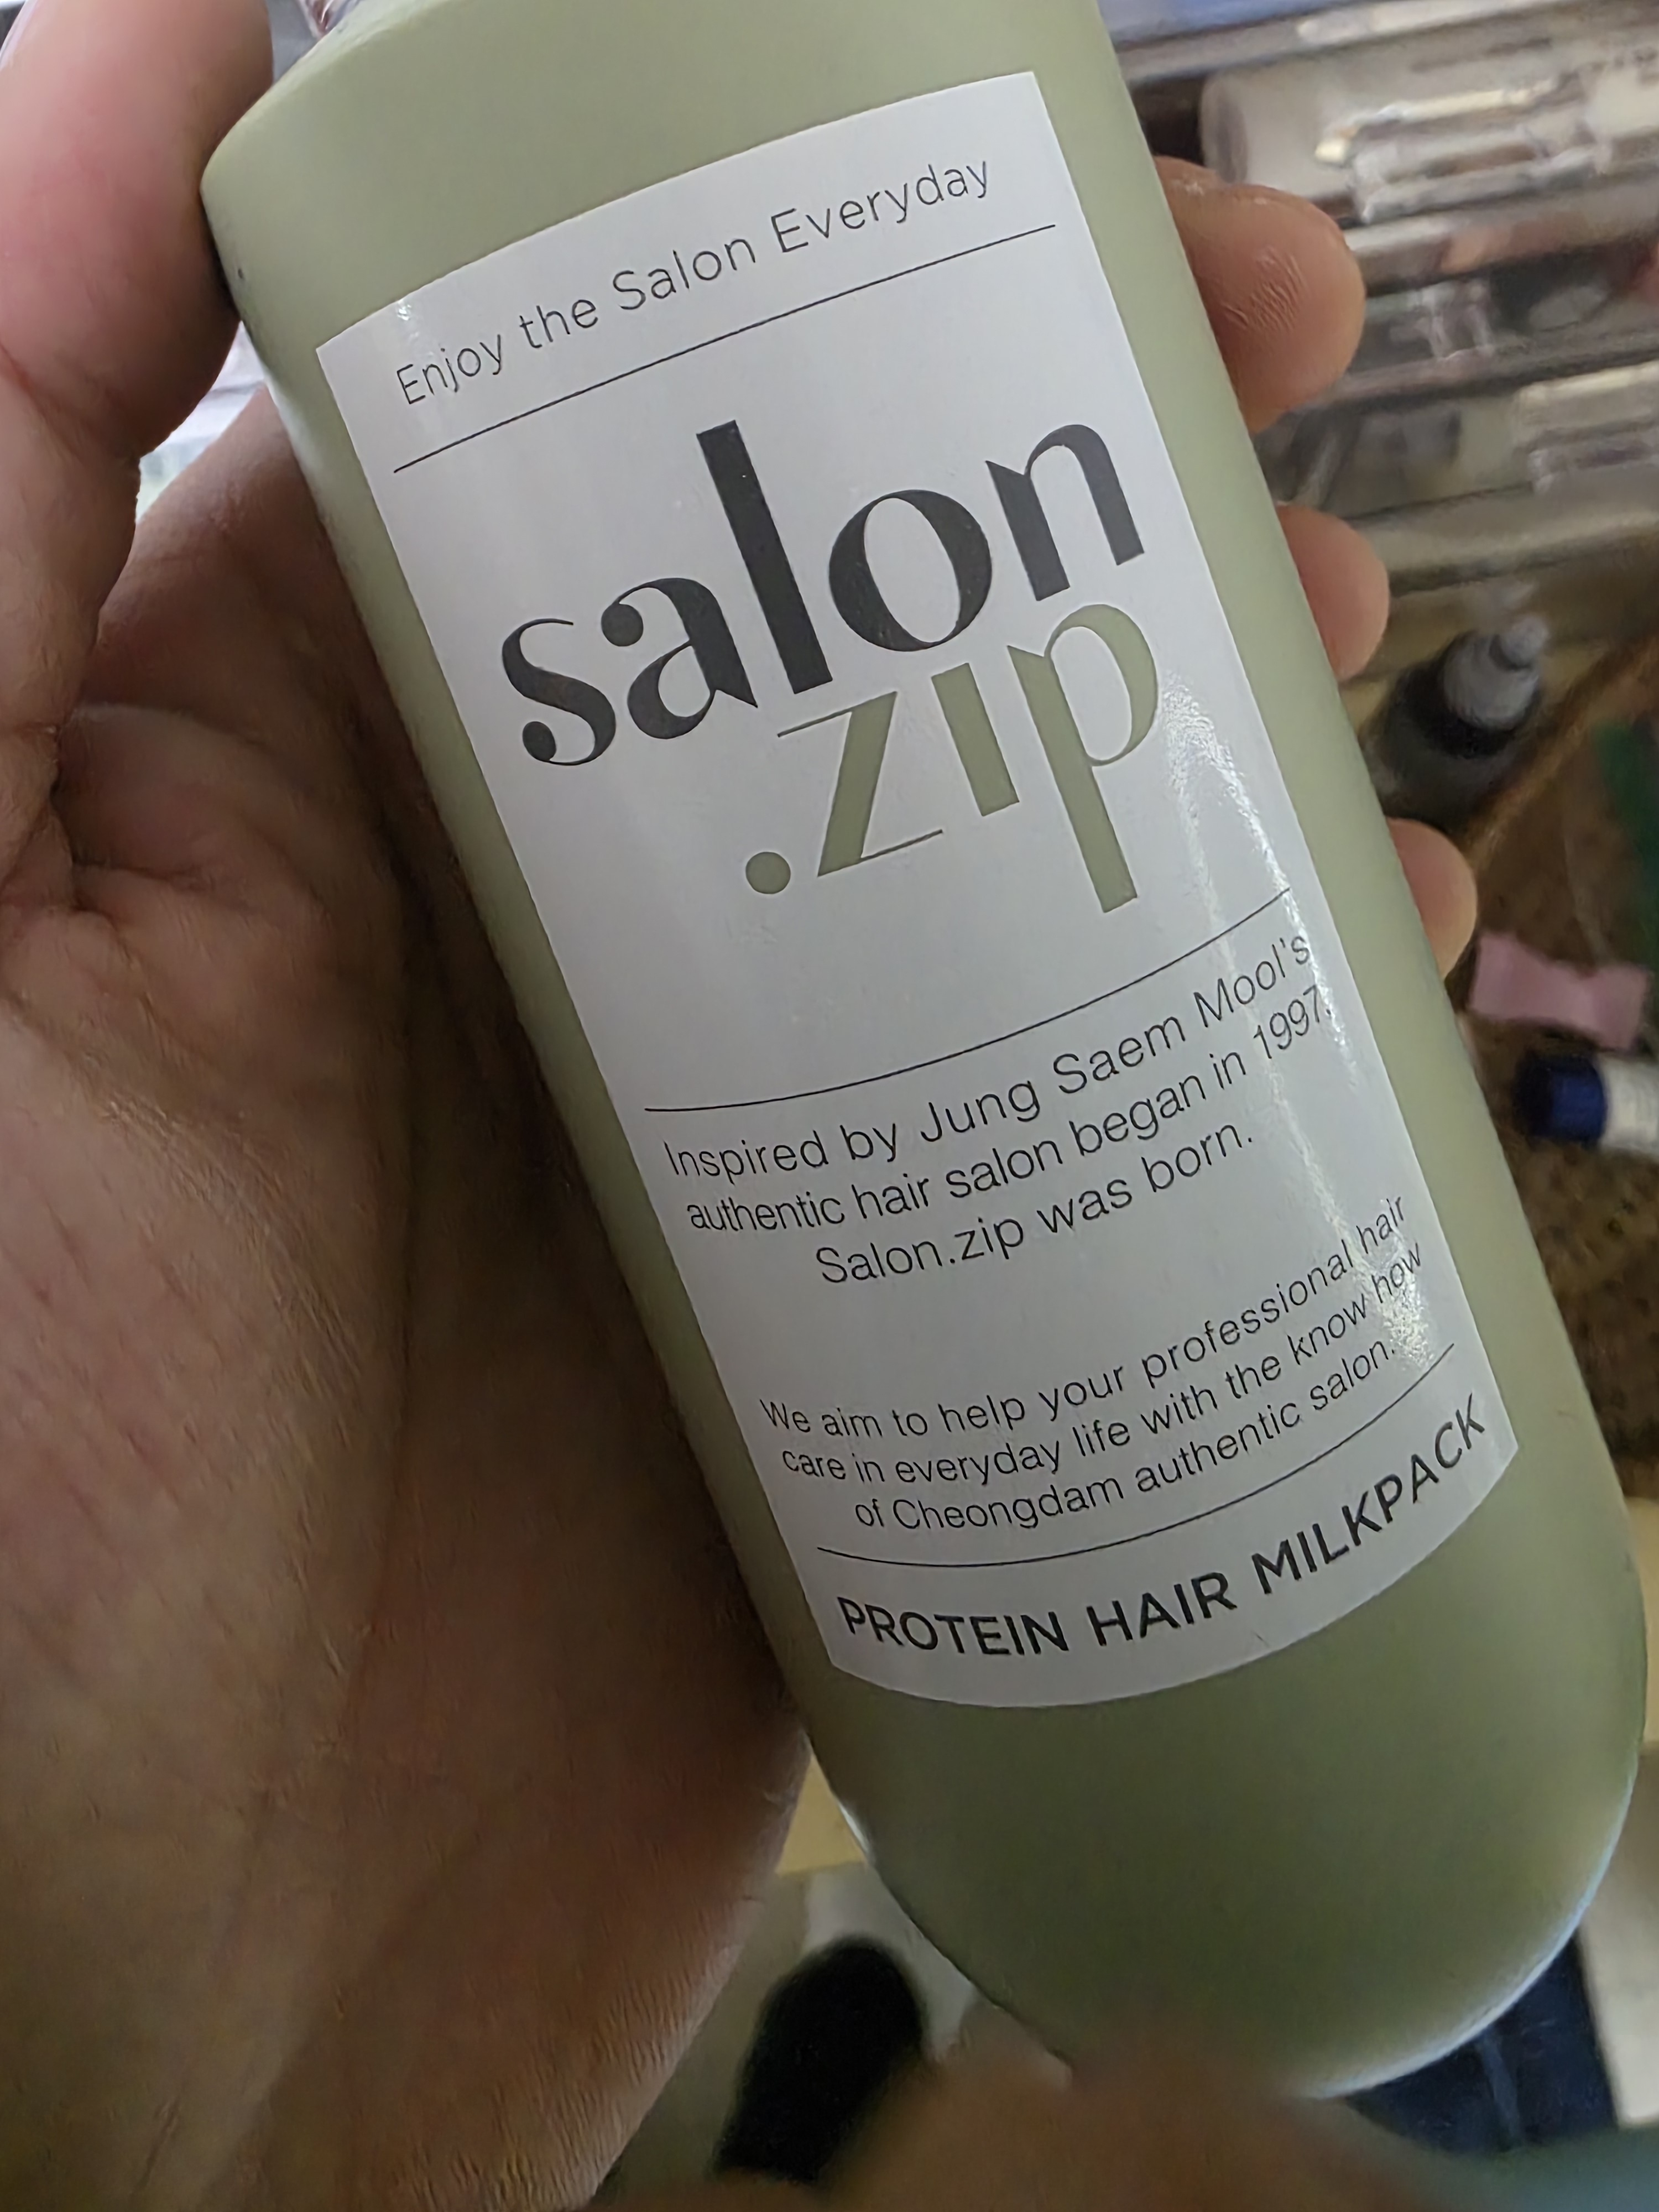 Enjoy the Salon Everyday
salon
.zip
Inspired by Jung Saem Mool's
authentic hair salon began in 1997,
Salon.zip was born.
We aim to help your professional hair
care in everyday life with the know how
of Cheongdam authentic salon.
PROTEIN HAIR MILKPACK